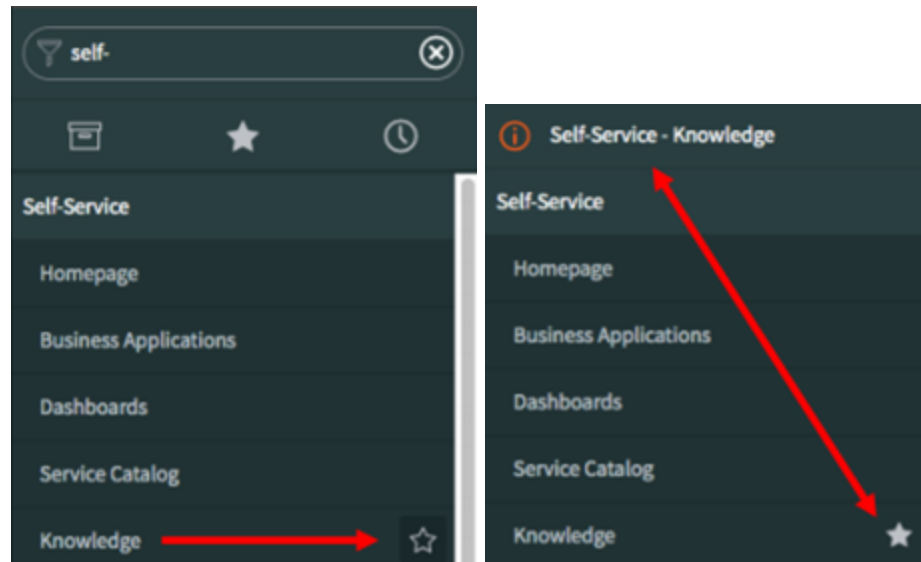 self-
Self-Service
Homepage
Business Applications
Dashboards
Service Catalog
Knowledge
Self-Service - Knowledge
Self-Service
Homepage
Business Applications
Dashboards
Service Catalog
Knowledge